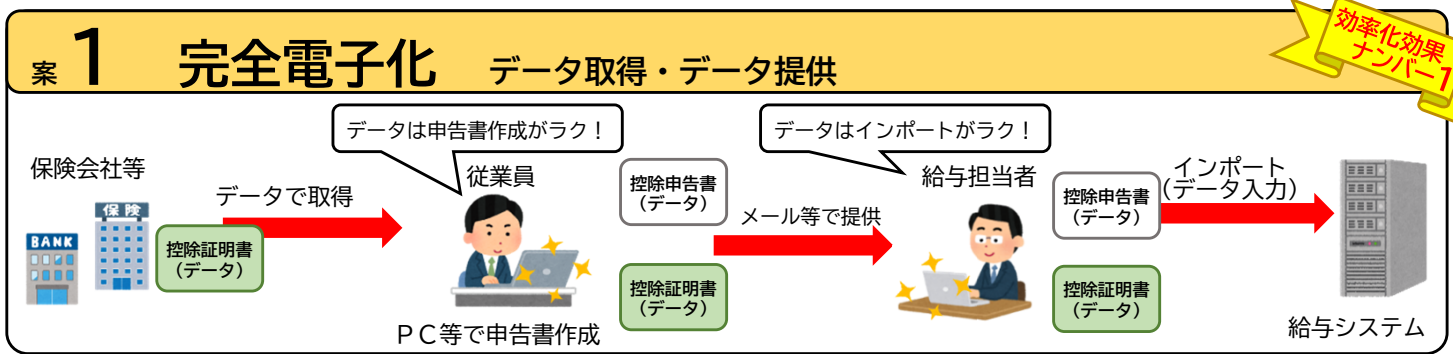 案 1 完全電子化 データ取得・データ提供
効率化効果
ナンバー1
データは申告書作成がラク！
データはインポートがラク！
保険会社等
保険
BANK
控除証明書
（データ）
データで取得
従業員
ＰＣ等で申告書作成
控除申告書
（データ）
控除証明書
（データ）
メール等で提供
給与担当者
控除申告書
（データ）
控除証明書
（データ）
インポート
（データ入力）
給与システム